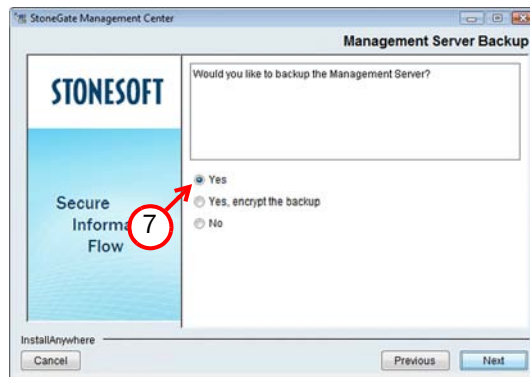 StoneGate Management Center
Management Server Backup
STONESOFT
Secure
Informa
Flow
Would you like to backup the Management Server?
Yes
Yes, encrypt the backup
No
7
InstallAnywhere
Cancel
Previous
Next